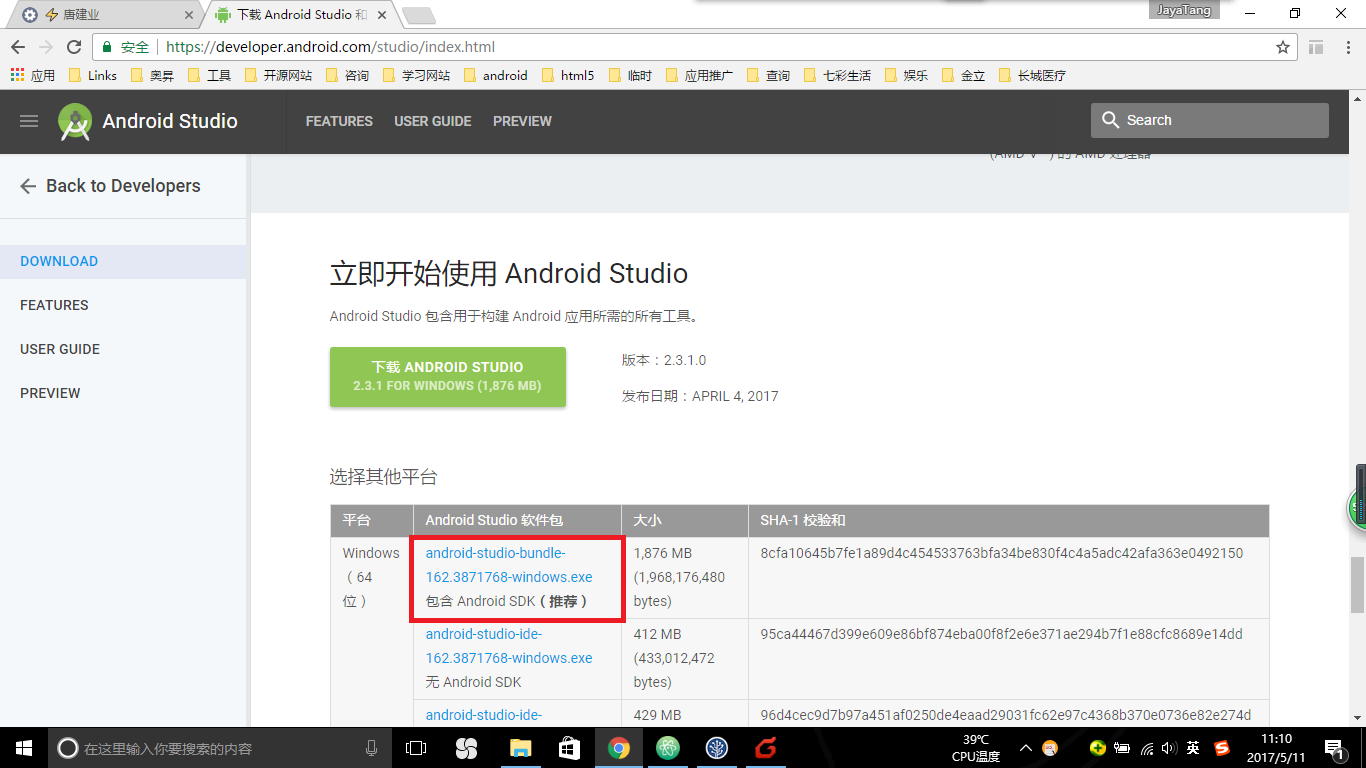 唐建业
下载 Android Studio 和
JayaTang
安全
https://developer.android.com/studio/index.html
应用 Links 奥昇 工具 开源网站 咨询 学习网站 android html5 临时 应用推广 查询 七彩生活 娱乐 金立 长城医疗
Android Studio
FEATURES USER GUIDE PREVIEW
Search
的 AMD 处理器
Back to Developers
DOWNLOAD
FEATURES
USER GUIDE
PREVIEW
立即开始使用 Android Studio
Android Studio 包含用于构建 Android 应用所需的所有工具。
下载 ANDROID STUDIO
2.3.1 FOR WINDOWS (1,876 MB)
版本：2.3.1.0
发布日期：APRIL 4, 2017
选择其他平台
平台 Android Studio 软件包 大小 SHA-1 校验和
Windows
（64
位）
android-studio-bundle-
162.3871768-windows.exe
包含 Android SDK（推荐）
1,876 MB
(1,968,176,480
bytes)
8cfa10645b7fe1a89d4c454533763bfa34be830f4c4a5adc42afa363e0492150
android-studio-ide-
162.3871768-windows.exe
无 Android SDK
412 MB
(433,012,472
bytes)
95ca44467d399e609e86bf874eba00f8f2e6e371ae294b7f1e88cfc8689e14dd
android-studio-ide-
429 MB
96d4cec9d7b97a451af0250de4eaad29031fc62e97c4368b370e0736e82e274d
在这里输入你要搜索的内容
39℃
CPU温度
英
11:10
2017/5/11
1